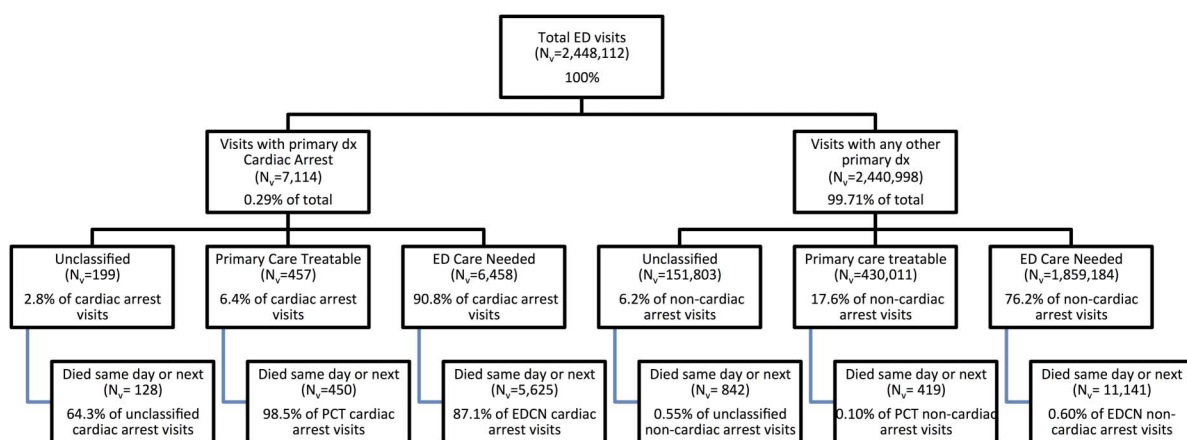 Total ED visits
(Nv=2,448,112)
100%
Visits with primary dx
Cardiac Arrest
(Nv=7,114)
0.29% of total
Visits with any other
primary dx
(Nv=2,440,998)
99.71% of total
Unclassified
(Nv=199)
2.8% of cardiac arrest
visits
Primary Care Treatable
(Nv=457)
6.4% of cardiac arrest
visits
ED Care Needed
(Nv=6,458)
90.8% of cardiac arrest
visits
Unclassified
(Nv=151,803)
6.2% of non-cardiac
arrest visits
Primary care treatable
(Nv=430,011)
17.6% of non-cardiac
arrest visits
ED Care Needed
(Nv=1,859,184)
76.2% of non-cardiac
arrest visits
Died same day or next
(Nv= 128)
64.3% of unclassified
cardiac arrest visits
Died same day or next
(Nv=450)
98.5% of PCT cardiac
arrest visits
Died same day or next
(Nv=5,625)
87.1% of EDCN cardiac
arrest visits
Died same day or next
(Nv= 842)
0.55% of unclassified
non-cardiac arrest visits
Died same day or next
(Nv= 419)
0.10% of PCT non-cardiac
arrest visits
Died same day or next
(Nv= 11,141)
0.60% of EDCN non-
cardiac arrest visits